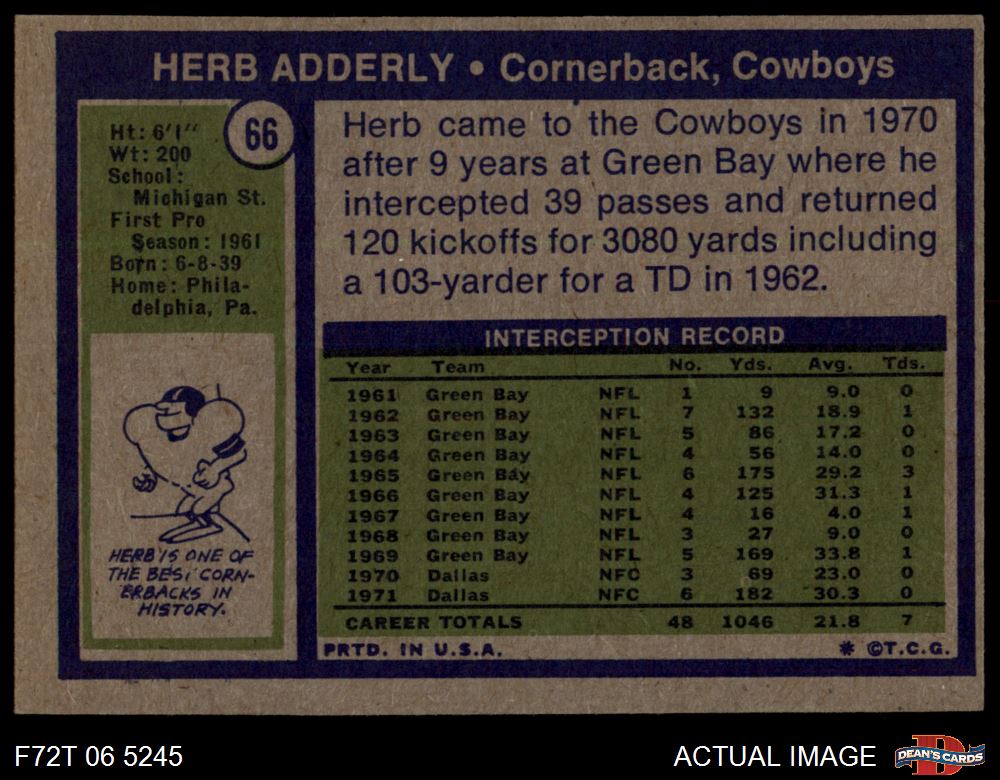 HERB ADDERLY • Cornerback, Cowboys
66
Ht: 6'1"
Wt: 200
School:
Michigan St.
First Pro
Season: 1961
Born: 6-8-39
Home: Phila-
delphia, Pa.
HERB IS ONE OF
THE BEST CORN-
ERBACKS IN
HISTORY.
Herb came to the Cowboys in 1970
after 9 years at Green Bay where he
intercepted 39 passes and returned
120 kickoffs for 3080 yards including
a 103-yarder for a TD in 1962.
INTERCEPTION RECORD
Year Team No. Yds. Avg. Tds.
1961 Green Bay NFL 1 9 9.0 0
1962 Green Bay NFL 7 132 18.9 1
1963 Green Bay NFL 5 86 17.2 0
1964 Green Bay NFL 4 56 14.0 0
1965 Green Bay NFL 6 175 29.2 3
1966 Green Bay NFL 4 125 31.3 1
1967 Green Bay NFL 4 16 4.0 1
1968 Green Bay NFL 3 27 9.0 0
1969 Green Bay NFL 5 169 33.8 1
1970 Dallas NFC 3 69 23.0 0
1971 Dallas NFC 6 182 30.3 0
CAREER TOTALS 48 1046 21.8 7
PRTD. IN U.S.A. * ©T.C.G.
F72T 06 5245 ACTUAL IMAGE DEAN'S CARDS